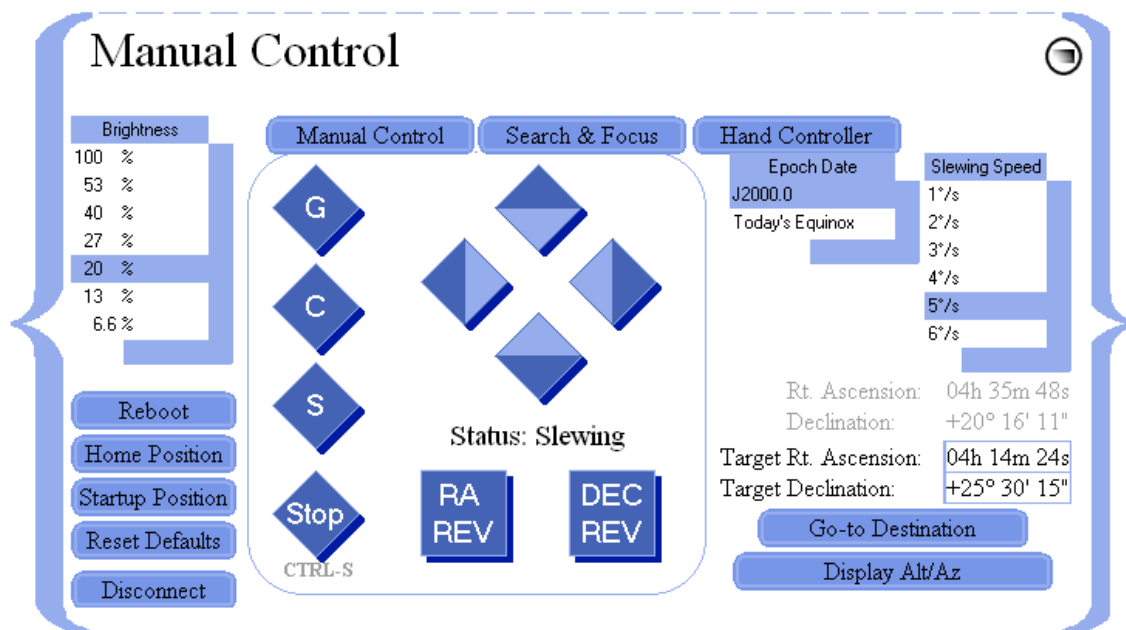 Manual Control
Brightness
100 %
53 %
40 %
27 %
20 %
13 %
6.6 %
Reboot
Home Position
Startup Position
Reset Defaults
Disconnect
Manual Control
Search & Focus
Hand Controller
G
C
S
Stop
CTRL-S
Status: Slewing
RA
REV
DEC
REV
Epoch Date
J2000.0
Today's Equinox
Slewing Speed
1°/s
2°/s
3°/s
4°/s
5°/s
6°/s
Rt. Ascension: 04h 35m 48s
Declination: +20° 16' 11"
Target Rt. Ascension: 04h 14m 24s
Target Declination: +25° 30' 15"
Go-to Destination
Display Alt/Az